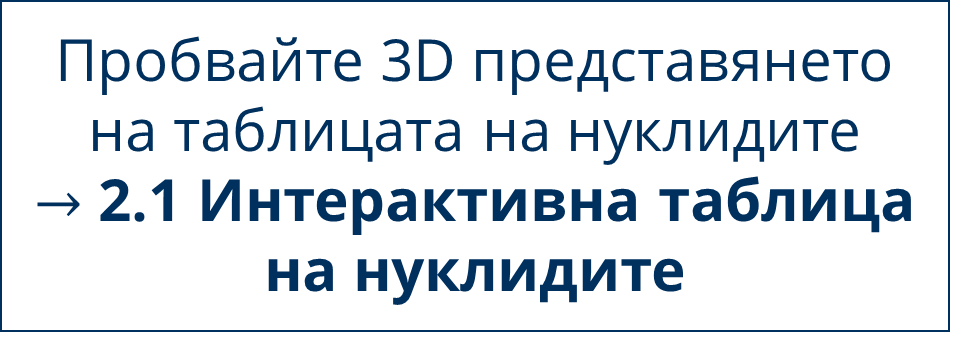 Пробвайте 3D представянето
на таблицата на нуклидите
→ 2.1 Интерактивна таблица
на нуклидите